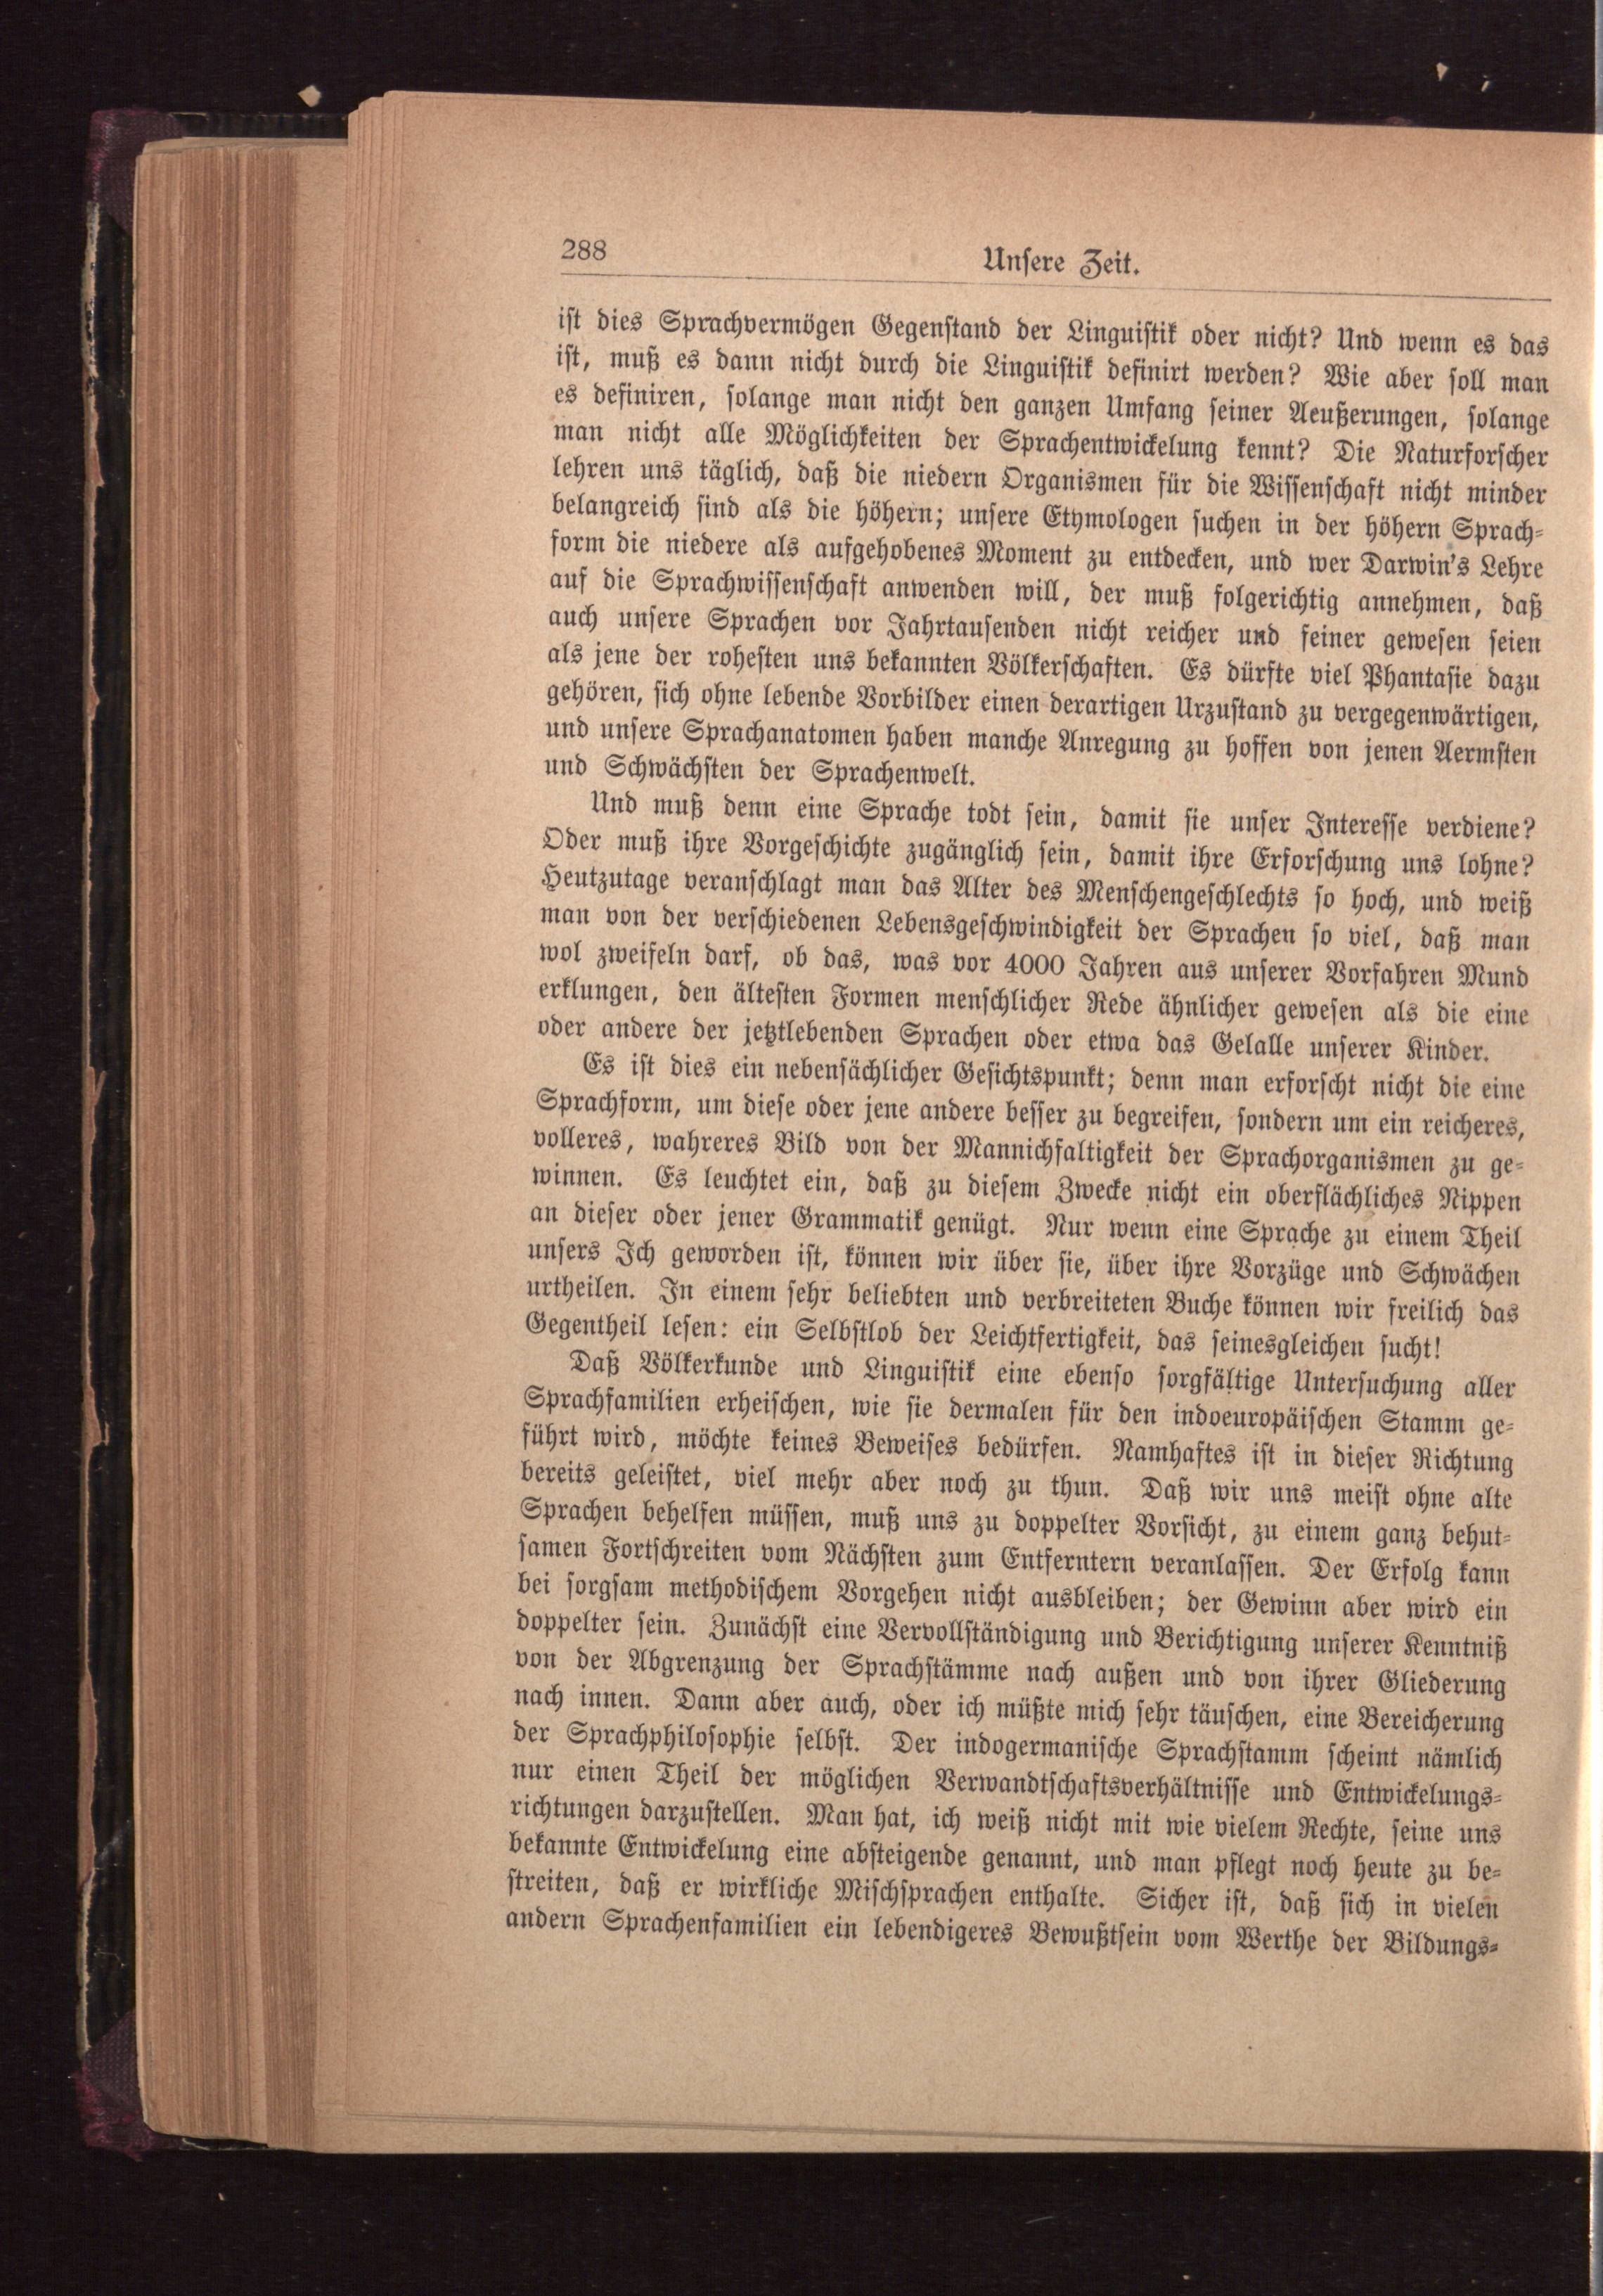 288
Unsere Zeit.
ist dies Sprachvermögen Gegenstand der Linguistik oder nicht? Und wenn es das
ist, muß es dann nicht durch die Linguistik definirt werden? Wie aber soll man
es definiren, solange man nicht den ganzen Umfang seiner Aeußerungen, solange
man nicht alle Möglichkeiten der Sprachentwickelung kennt? Die Naturforscher
lehren uns täglich, daß die niedern Organismen für die Wissenschaft nicht minder
belangreich sind als die höhern; unsere Etymologen suchen in der höhern Sprach-
form die niedere als aufgehobenes Moment zu entdecken, und wer Darwin's Lehre
auf die Sprachwissenschaft anwenden will, der muß folgerichtig annehmen, daß
auch unsere Sprachen vor Jahrtausenden nicht reicher und feiner gewesen seien
als jene der rohesten uns bekannten Völkerschaften. Es dürfte viel Phantasie dazu
gehören, sich ohne lebende Vorbilder einen derartigen Urzustand zu vergegenwärtigen,
und unsere Sprachanatomen haben manche Anregung zu hoffen von jenen Aermsten
und Schwächsten der Sprachenwelt.
Und muß denn eine Sprache todt sein, damit sie unser Interesse verdiene?
Oder muß ihre Vorgeschichte zugänglich sein, damit ihre Erforschung uns lohne?
Heutzutage veranschlagt man das Alter des Menschengeschlechts so hoch, und weiß
man von der verschiedenen Lebensgeschwindigkeit der Sprachen so viel, daß man
wol zweifeln darf, ob das, was vor 4000 Jahren aus unserer Vorfahren Mund
erklungen, den ältesten Formen menschlicher Rede ähnlicher gewesen als die eine
oder andere der jetztlebenden Sprachen oder etwa das Gelalle unserer Kinder.
Es ist dies ein nebensächlicher Gesichtspunkt; denn man erforscht nicht die eine
Sprachform, um diese oder jene andere besser zu begreifen, sondern um ein reicheres,
volleres, wahreres Bild von der Mannichfaltigkeit der Sprachorganismen zu ge-
winnen. Es leuchtet ein, daß zu diesem Zwecke nicht ein oberflächliches Nippen
an dieser oder jener Grammatik genügt. Nur wenn eine Sprache zu einem Theil
unsers Ich geworden ist, können wir über sie, über ihre Vorzüge und Schwächen
urtheilen. In einem sehr beliebten und verbreiteten Buche können wir freilich das
Gegentheil lesen: ein Selbstlob der Leichtfertigkeit, das seinesgleichen sucht!
Daß Völkerkunde und Linguistik eine ebenso sorgfältige Untersuchung aller
Sprachfamilien erheischen, wie sie dermalen für den indoeuropäischen Stamm ge-
führt wird, möchte keines Beweises bedürfen. Namhaftes ist in dieser Richtung
bereits geleistet, viel mehr aber noch zu thun. Daß wir uns meist ohne alte
Sprachen behelfen müssen, muß uns zu doppelter Vorsicht, zu einem ganz behut-
samen Fortschreiten vom Nächsten zum Entferntern veranlassen. Der Erfolg kann
bei sorgsam methodischem Vorgehen nicht ausbleiben; der Gewinn aber wird ein
doppelter sein. Zunächst eine Vervollständigung und Berichtigung unserer Kenntniß
von der Abgrenzung der Sprachstämme nach außen und von ihrer Gliederung
nach innen. Dann aber auch, oder ich müßte mich sehr täuschen, eine Bereicherung
der Sprachphilosophie selbst. Der indogermanische Sprachstamm scheint nämlich
nur einen Theil der möglichen Verwandtschaftsverhältnisse und Entwickelungs-
richtungen darzustellen. Man hat, ich weiß nicht mit wie vielem Rechte, seine uns
bekannte Entwickelung eine absteigende genannt, und man pflegt noch heute zu be-
streiten, daß er wirkliche Mischsprachen enthalte. Sicher ist, daß sich in vielen
andern Sprachenfamilien ein lebendigeres Bewußtsein vom Werthe der Bildungs-